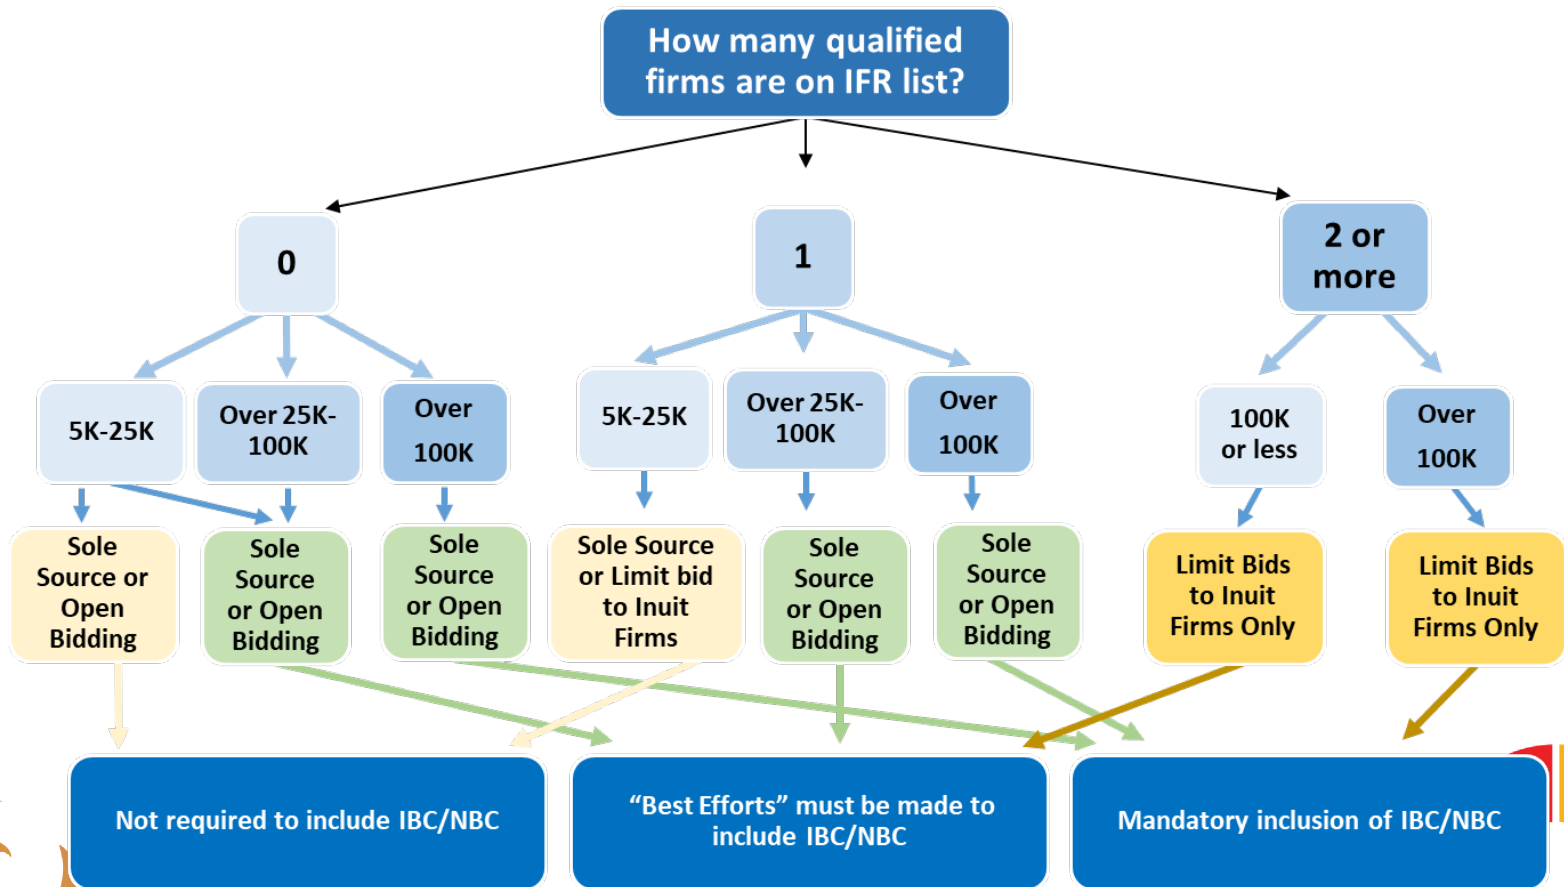 How many qualified
firms are on IFR list?
0
1
2 or
more
5K-25K
Over 25K-
100K
Over
100K
5K-25K
Over 25K-
100K
Over
100K
100K
or less
Over
100K
Sole
Source or
Open
Bidding
Sole
Source
or Open
Bidding
Sole
Source
or Open
Bidding
Sole Source
or Limit bid
to Inuit
Firms
Sole
Source
or Open
Bidding
Sole
Source
or Open
Bidding
Limit Bids
to Inuit
Firms Only
Limit Bids
to Inuit
Firms Only
Not required to include IBC/NBC
“Best Efforts” must be made to
include IBC/NBC
Mandatory inclusion of IBC/NBC